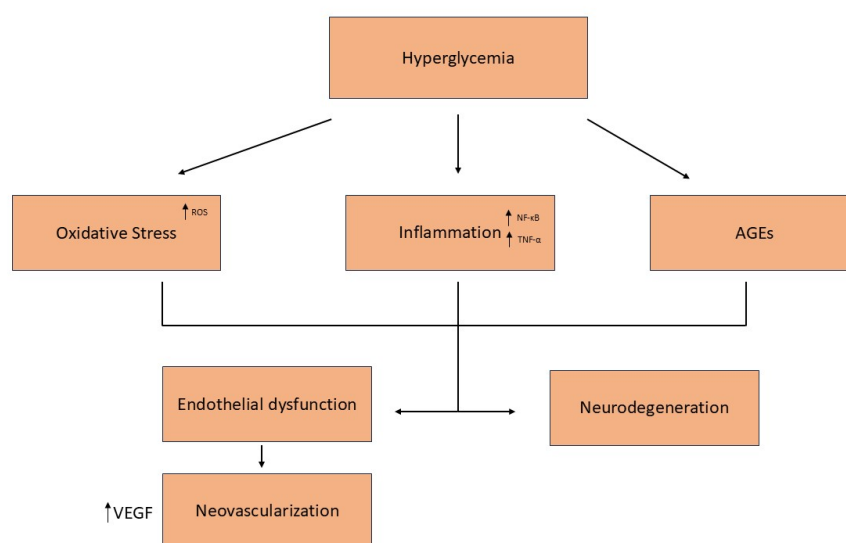 Hyperglycemia
Oxidative Stress
↑ ROS
Inflammation
↑ NF-κB
↑ TNF-α
AGEs
Endothelial dysfunction
Neurodegeneration
↑VEGF
Neovascularization